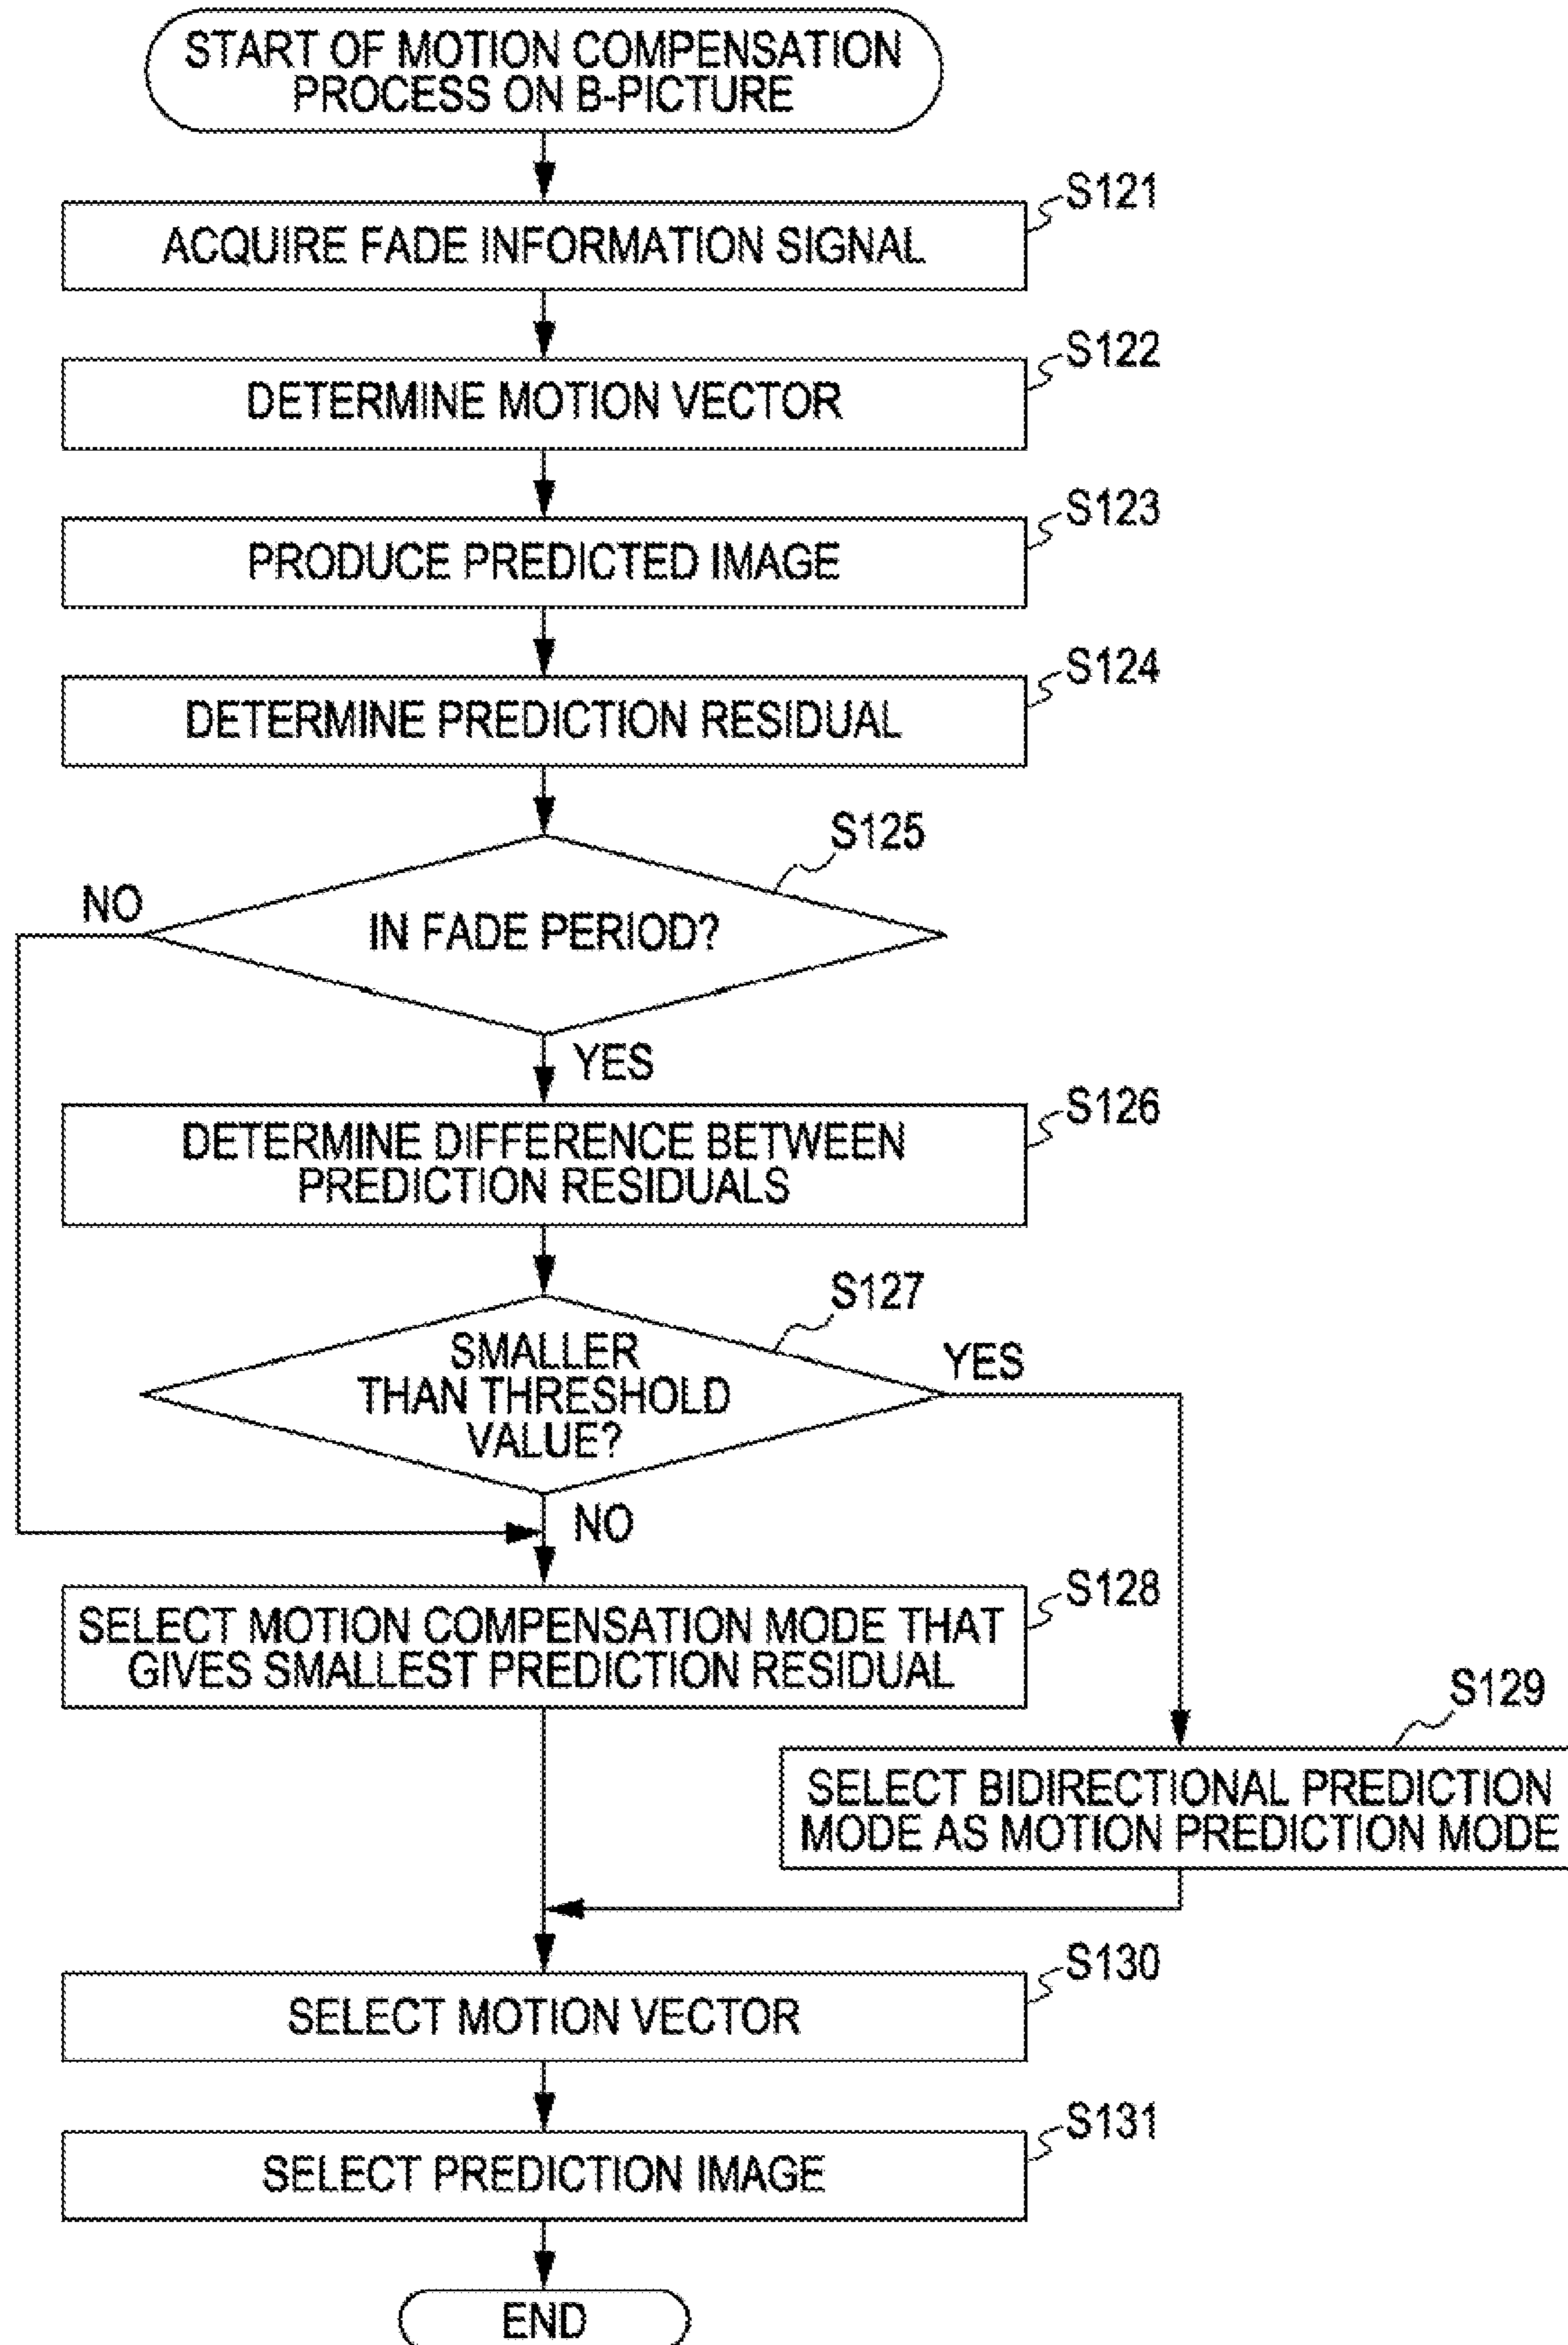 START OF MOTION COMPENSATION
PROCESS ON B-PICTURE
S121
ACQUIRE FADE INFORMATION SIGNAL
S122
DETERMINE MOTION VECTOR
S123
PRODUCE PREDICTED IMAGE
S124
DETERMINE PREDICTION RESIDUAL
S125
NO
IN FADE PERIOD?
YES
S126
DETERMINE DIFFERENCE BETWEEN
PREDICTION RESIDUALS
S127
SMALLER
THAN THRESHOLD
VALUE?
YES
NO
S128
SELECT MOTION COMPENSATION MODE THAT
GIVES SMALLEST PREDICTION RESIDUAL
S129
SELECT BIDIRECTIONAL PREDICTION
MODE AS MOTION PREDICTION MODE
S130
SELECT MOTION VECTOR
S131
SELECT PREDICTION IMAGE
END